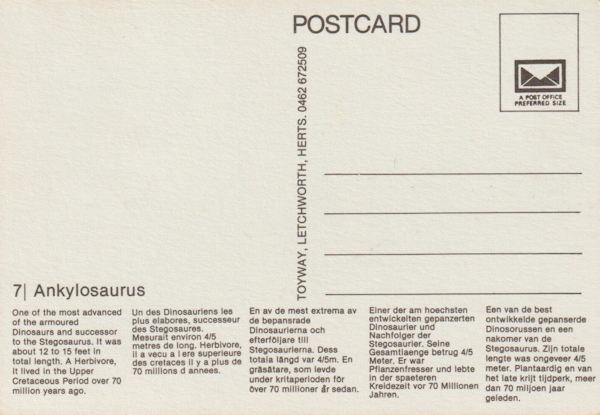 POSTCARD
A POST OFFICE
PREFERRED SIZE
TOYWAY, LETCHWORTH, HERTS. 0462 672509
7| Ankylosaurus
One of the most advanced
of the armoured
Dinosaurs and successor
to the Stegosaurus. It was
about 12 to 15 feet in
total length. A Herbivore,
It lived in the Upper
Cretaceous Period over 70
million years ago.
Un des Dinosauriens les
plus elabores, successeur
des Stegosaures.
Mesurait environ 4/5
metres de long. Herbivore,
il a vecu a l ere superieure
des cretaces il y a plus de
70 millions d annees.
En av de mest extrema av
de bepansrade
Dinosaurierna och
efterföljare till
Stegosaurierna. Dess
totala längd var 4/5m. En
gräsätare, som levde
under kritaperioden för
över 70 millioner år sedan.
Einer der am hoechsten
entwickelten gepanzerten
Dinosaurier und
Nachfolger der
Stegosaurier. Seine
Gesamtlaenge betrug 4/5
Meter. Er war
Pflanzenfresser und lebte
in der spaeteren
Kreidezeit vor 70 Millionen
Jahren.
Een van de best
ontwikkelde gepanserde
Dinosorussen en een
nakomer van de
Stegosaurus. Zijn totale
lengte was ongeveer 4/5
meter. Plantaardig en van
het late krijt tijdperk, meer
dan 70 miljoen jaar
geleden.